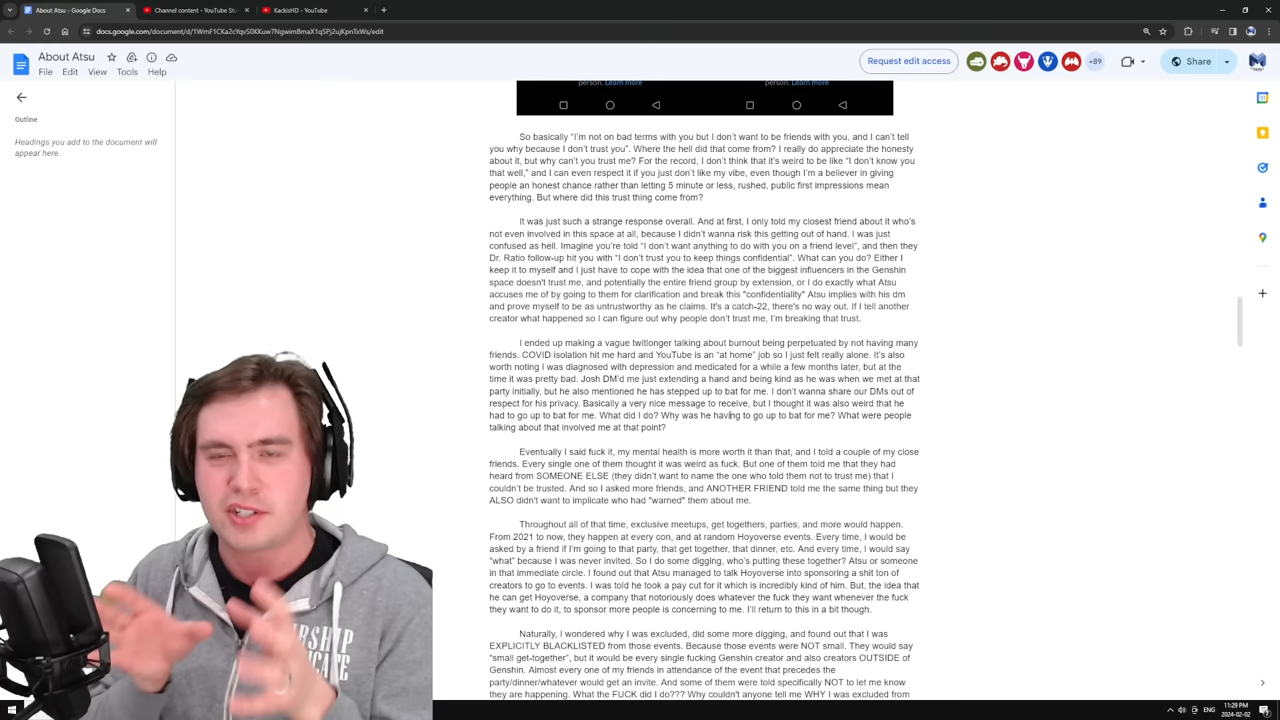 About Atsu - Google Docs
Channel content - YouTube St
KackisHD - YouTube
docs.google.com/document/d/1WmF1CKa2cYqvS0KKuw7NgwimBmaX1qSPj2ujKpnTxWs/edit
About Atsu
File Edit View Tools Help
Request edit access
+89
Share
Outline
Headings you add to the document will
appear here.
person. Learn more
person. Learn more
So basically “I’m not on bad terms with you but I don’t want to be friends with you, and I can’t tell
you why because I don’t trust you”. Where the hell did that come from? I really do appreciate the honesty
about it, but why can’t you trust me? For the record, I don’t think that it’s weird to be like “I don’t know you
that well,” and I can even respect it if you just don’t like my vibe, even though I’m a believer in giving
people an honest chance rather than letting 5 minute or less, rushed, public first impressions mean
everything. But where did this trust thing come from?
It was just such a strange response overall. And at first, I only told my closest friend about it who’s
not even involved in this space at all, because I didn’t wanna risk this getting out of hand. I was just
confused as hell. Imagine you’re told “I don’t want anything to do with you on a friend level”, and then they
Dr. Ratio follow-up hit you with “I don’t trust you to keep things confidential”. What can you do? Either I
keep it to myself and I just have to cope with the idea that one of the biggest influencers in the Genshin
space doesn't trust me, and potentially the entire friend group by extension, or I do exactly what Atsu
accuses me of by going to them for clarification and break this "confidentiality" Atsu implies with his dm
and prove myself to be as untrustworthy as he claims. It's a catch-22, there's no way out. If I tell another
creator what happened so I can figure out why people don’t trust me, I’m breaking that trust.
I ended up making a vague twitlonger talking about burnout being perpetuated by not having many
friends. COVID isolation hit me hard and YouTube is an “at home” job so I just felt really alone. It’s also
worth noting I was diagnosed with depression and medicated for a while a few months later, but at the
time it was pretty bad. Josh DM’d me just extending a hand and being kind as he was when we met at that
party initially, but he also mentioned he has stepped up to bat for me. I don’t wanna share our DMs out of
respect for his privacy. Basically a very nice message to receive, but I thought it was also weird that he
had to go up to bat for me. What did I do? Why was he having to go up to bat for me? What were people
talking about that involved me at that point?
Eventually I said fuck it, my mental health is more worth it than that, and I told a couple of my close
friends. Every single one of them thought it was weird as fuck. But one of them told me that they had
heard from SOMEONE ELSE (they didn’t want to name the one who told them not to trust me) that I
couldn’t be trusted. And so I asked more friends, and ANOTHER FRIEND told me the same thing but they
ALSO didn’t want to implicate who had "warned" them about me.
Throughout all of that time, exclusive meetups, get togethers, parties, and more would happen.
From 2021 to now, they happen at every con, and at random Hoyoverse events. Every time, I would be
asked by a friend if I’m going to that party, that get together, that dinner, etc. And every time, I would say
“what” because I was never invited. So I do some digging, who’s putting these together? Atsu or someone
in that immediate circle. I found out that Atsu managed to talk Hoyoverse into sponsoring a shit ton of
creators to go to events. I was told he took a pay cut for it which is incredibly kind of him. But, the idea that
he can get Hoyoverse, a company that notoriously does whatever the fuck they want whenever the fuck
they want to do it, to sponsor more people is concerning to me. I’ll return to this in a bit though.
Naturally, I wondered why I was excluded, did some more digging, and found out that I was
EXPLICITLY BLACKLISTED from those events. Because those events were NOT small. They would say
“small get-together”, but it would be every single fucking Genshin creator and also creators OUTSIDE of
Genshin. Almost every one of my friends in attendance of the event that precedes the
party/dinner/whatever would get an invite. And some of them were told specifically NOT to let me know
they are happening. What the FUCK did I do??? Why couldn't anyone tell me WHY I was excluded from
ENG
11:29 PM
2024-02-02